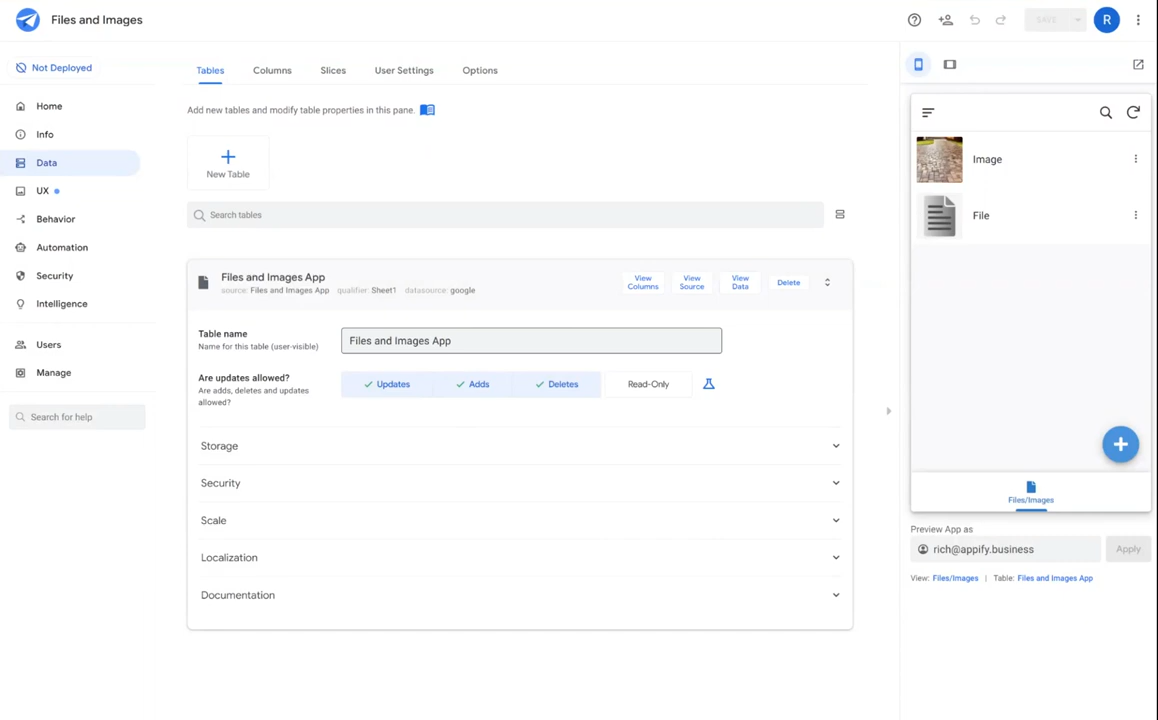 Files and Images
SAVE
R
Not Deployed
Tables
Columns
Slices
User Settings
Options
Home
Info
Data
UX
Behavior
Automation
Security
Intelligence
Users
Manage
Search for help
Add new tables and modify table properties in this pane.
New Table
Search tables
Files and Images App
source: Files and Images App qualifier: Sheet1 datasource: google
View Columns
View Source
View Data
Delete
Table name
Name for this table (user-visible)
Files and Images App
Are updates allowed?
Are adds, deletes and updates
allowed?
Updates
Adds
Deletes
Read-Only
Storage
Security
Scale
Localization
Documentation
Image
File
Files/Images
Preview App as
rich@appify.business
Apply
View: Files/Images | Table: Files and Images App